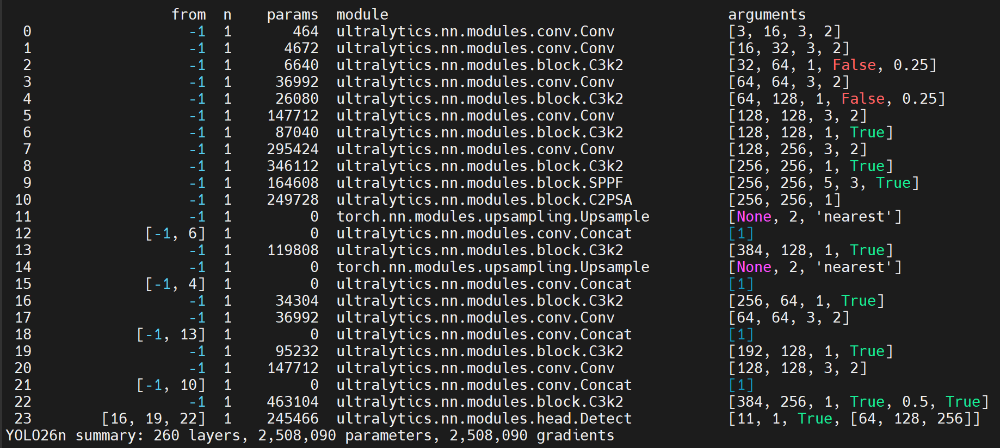 from n params module arguments
0 -1 1 464 ultralytics.nn.modules.conv.Conv [3, 16, 3, 2]
1 -1 1 4672 ultralytics.nn.modules.conv.Conv [16, 32, 3, 2]
2 -1 1 6640 ultralytics.nn.modules.block.C3k2 [32, 64, 1, False, 0.25]
3 -1 1 36992 ultralytics.nn.modules.conv.Conv [64, 64, 3, 2]
4 -1 1 26080 ultralytics.nn.modules.block.C3k2 [64, 128, 1, False, 0.25]
5 -1 1 147712 ultralytics.nn.modules.conv.Conv [128, 128, 3, 2]
6 -1 1 87040 ultralytics.nn.modules.block.C3k2 [128, 128, 1, True]
7 -1 1 295424 ultralytics.nn.modules.conv.Conv [128, 256, 3, 2]
8 -1 1 346112 ultralytics.nn.modules.block.C3k2 [256, 256, 1, True]
9 -1 1 164608 ultralytics.nn.modules.block.SPPF [256, 256, 5, 3, True]
10 -1 1 249728 ultralytics.nn.modules.block.C2PSA [256, 256, 1]
11 -1 1 0 torch.nn.modules.upsampling.Upsample [None, 2, 'nearest']
12 [-1, 6] 1 0 ultralytics.nn.modules.conv.Concat [1]
13 -1 1 119808 ultralytics.nn.modules.block.C3k2 [384, 128, 1, True]
14 -1 1 0 torch.nn.modules.upsampling.Upsample [None, 2, 'nearest']
15 [-1, 4] 1 0 ultralytics.nn.modules.conv.Concat [1]
16 -1 1 34304 ultralytics.nn.modules.block.C3k2 [256, 64, 1, True]
17 -1 1 36992 ultralytics.nn.modules.conv.Conv [64, 64, 3, 2]
18 [-1, 13] 1 0 ultralytics.nn.modules.conv.Concat [1]
19 -1 1 95232 ultralytics.nn.modules.block.C3k2 [192, 128, 1, True]
20 -1 1 147712 ultralytics.nn.modules.conv.Conv [128, 128, 3, 2]
21 [-1, 10] 1 0 ultralytics.nn.modules.conv.Concat [1]
22 -1 1 463104 ultralytics.nn.modules.block.C3k2 [384, 256, 1, True, 0.5, True]
23 [16, 19, 22] 1 245466 ultralytics.nn.modules.head.Detect [11, 1, True, [64, 128, 256]]
YOLO26n summary: 260 layers, 2,508,090 parameters, 2,508,090 gradients